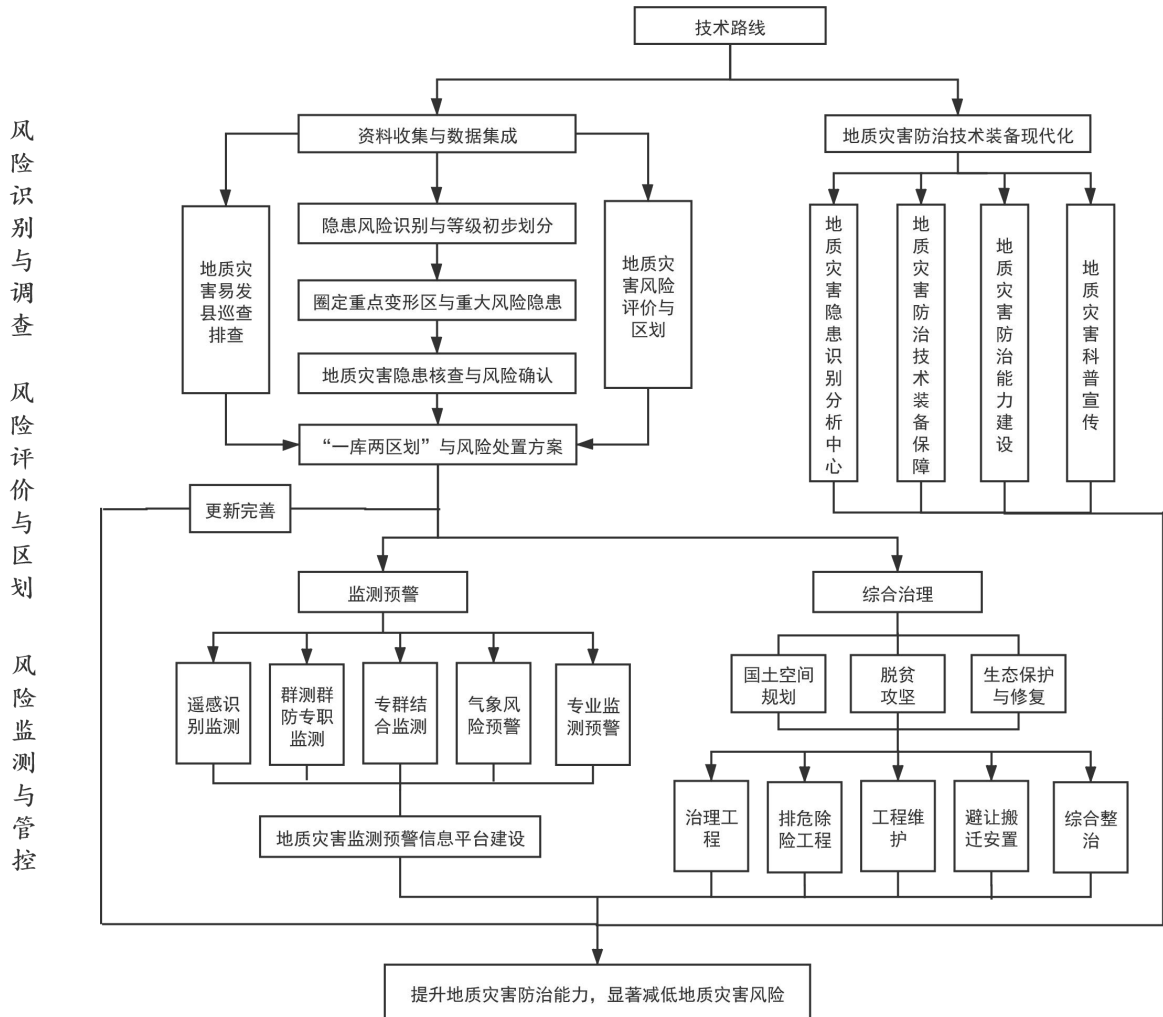 技术路线
资料收集与数据集成
地质灾害防治技术装备现代化
风险识别与调查
地质灾
害易发
县巡查
排查
隐患风险识别与等级初步划分
圈定重点变形区与重大风险隐患
地质灾害隐患核查与风险确认
地质灾
害风险
评价与
区划
地质灾害隐患识别分析中心
地质灾害防治技术装备保障
地质灾害防治能力建设
地质灾害科普宣传
“一库两区划”与风险处置方案
风险评价与区划
更新完善
监测预警
综合治理
风险监测与管控
遥感识
别监测
群测群
防专职
监测
专群结
合监测
气象风
险预警
专业监
测预警
国土空间
规划
脱贫
攻坚
生态保护
与修复
治理工
程
排危除
险工程
工程维
护
避让搬
迁安置
综合整
治
地质灾害监测预警信息平台建设
提升地质灾害防治能力，显著减低地质灾害风险